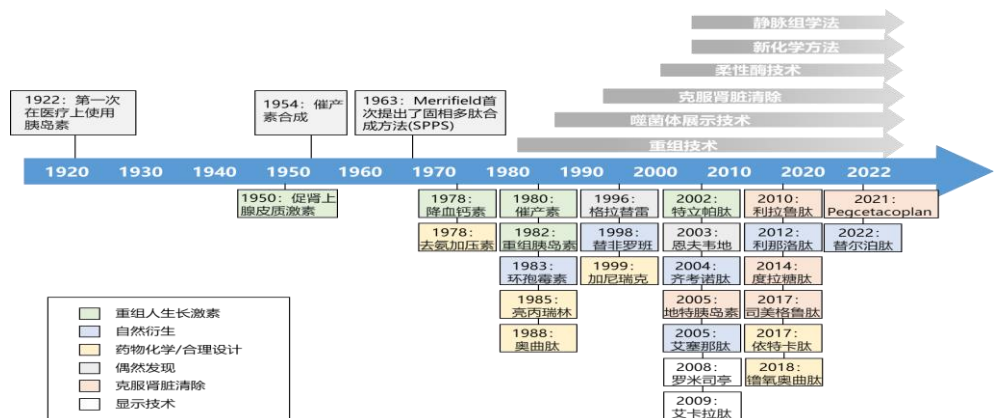 静脉组学法
新化学方法
柔性酶技术
克服肾脏清除
噬菌体展示技术
重组技术
1922：第一次
在医疗上使用
胰岛素
1954：催产
素合成
1963：Merrifield首
次提出了固相多肽合
成方法(SPPS)
1920 1930 1940 1950 1960 1970 1980 1990 2000 2010 2020 2022
1950：促肾上
腺皮质激素
1978：
降血钙素
1978：
去氨加压素
1980：
催产素
1982：
重组胰岛素
1983：
环孢霉素
1985：
亮丙瑞林
1988：
奥曲肽
1996：
格拉替雷
1998：
替非罗班
1999：
加尼瑞克
2002：
特立帕肽
2003：
恩夫韦地
2004：
齐考诺肽
2005：
地特胰岛素
2005：
艾塞那肽
2008：
罗米司亭
2009：
艾卡拉肽
2010：
利拉鲁肽
2012：
利那洛肽
2014：
度拉糖肽
2017：
司美格鲁肽
2017：
依特卡肽
2018：
镥氧奥曲肽
2021：
Pegcetacoplan
2022：
替尔泊肽
重组人生长激素
自然衍生
药物化学/合理设计
偶然发现
克服肾脏清除
显示技术